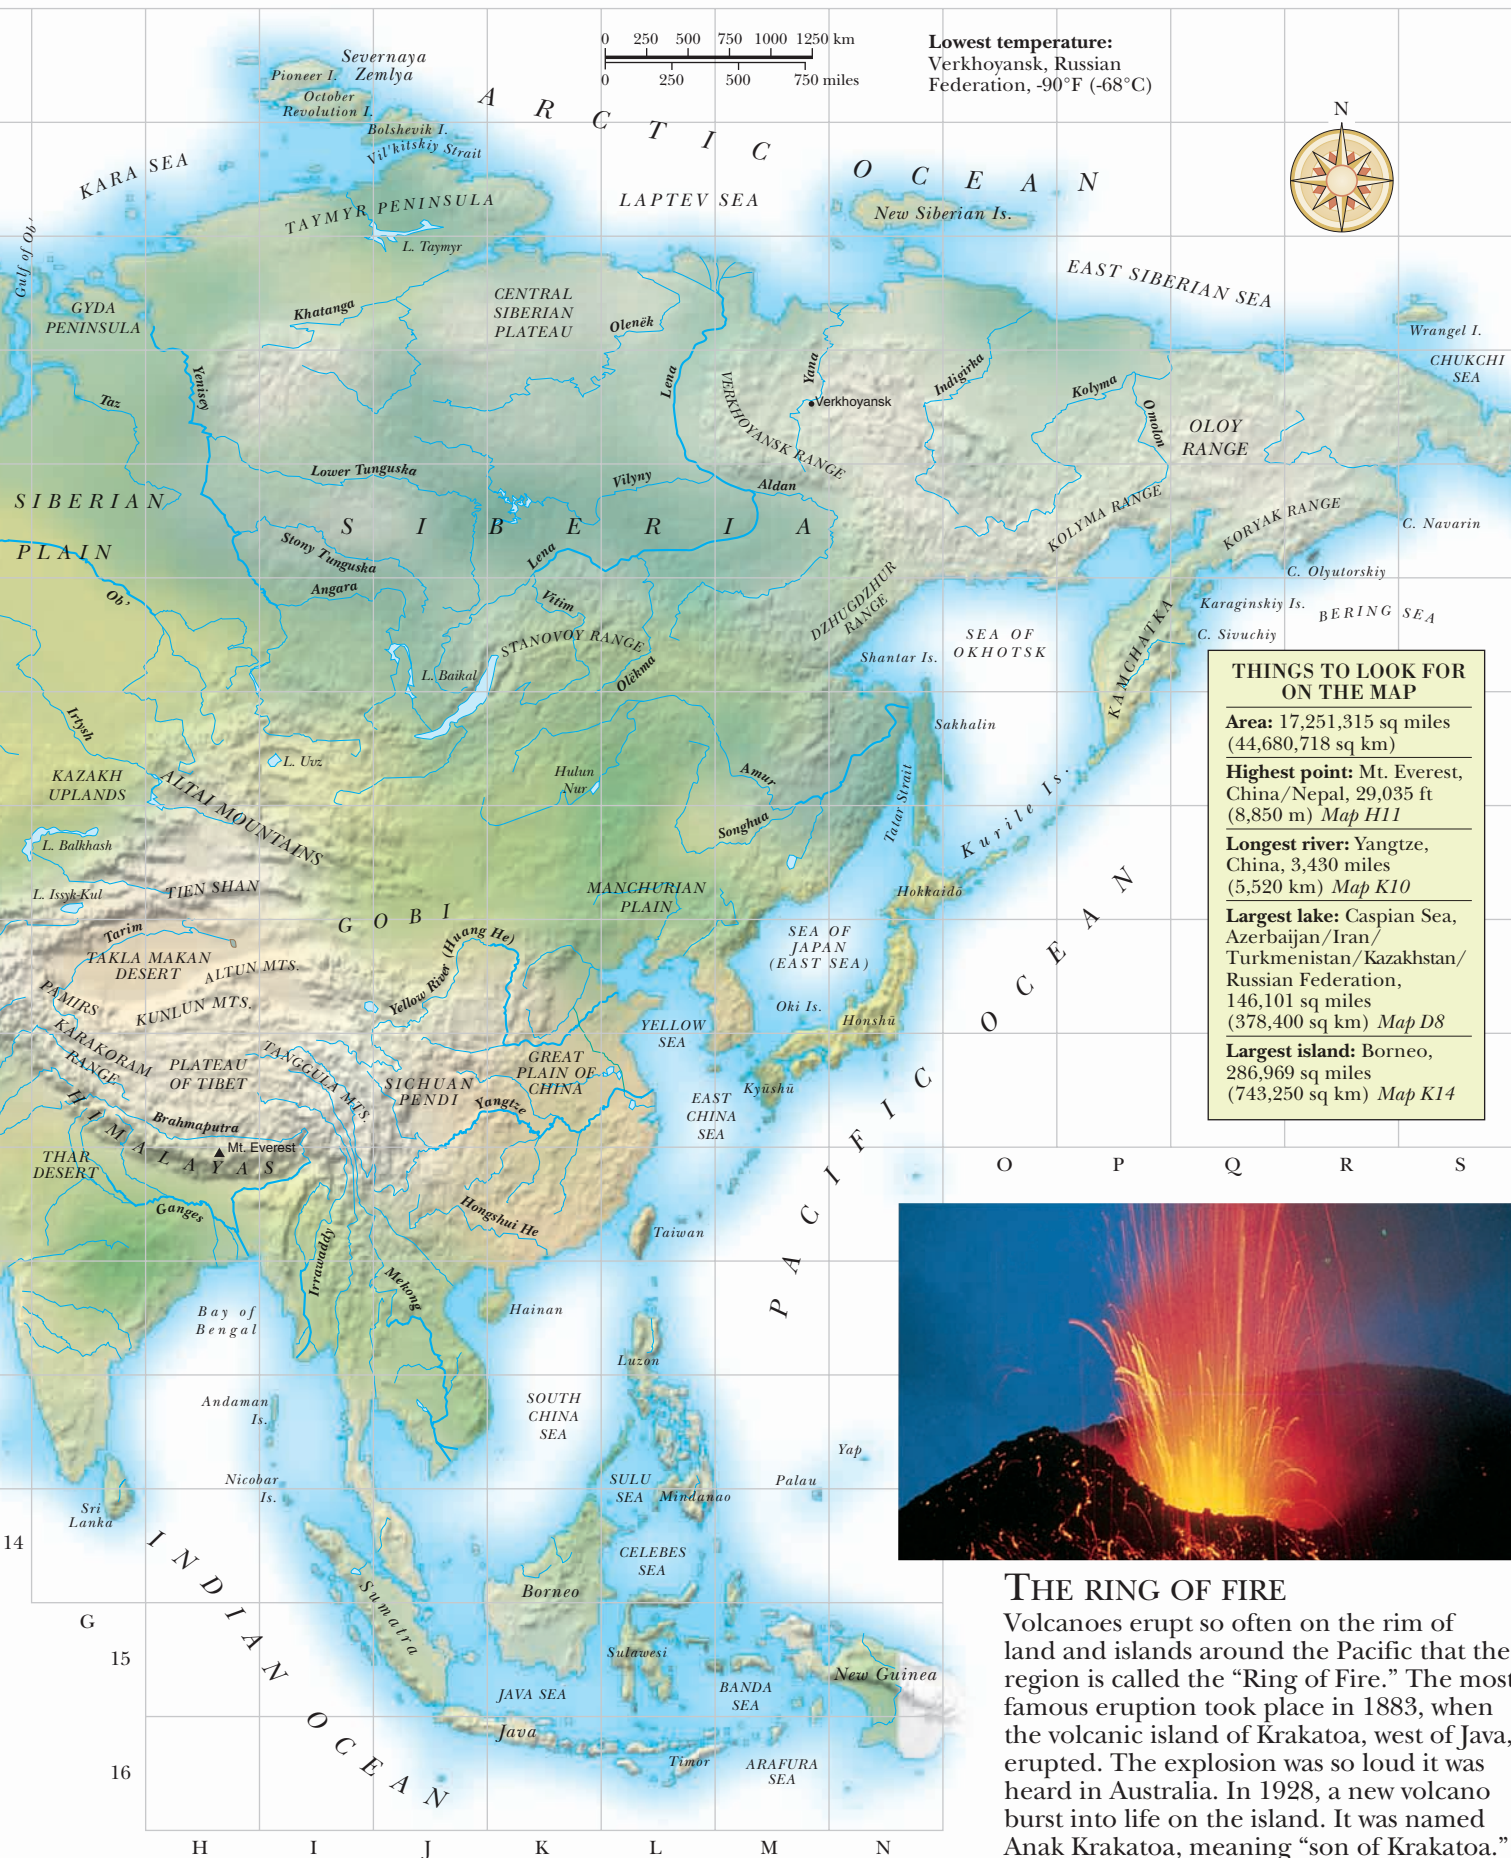 0 250 500 750 1000 1250 km
0 250 500 750 miles
Lowest temperature:
Verkhoyansk, Russian
Federation, -90°F (-68°C)
N
Severnaya
Zemlya
Pioneer I.
October
Revolution I.
Bolshevik I.
Vil'kitskiy Strait
ARCTIC OCEAN
KARA SEA
LAPTEV SEA
New Siberian Is.
EAST SIBERIAN SEA
TAYMYR PENINSULA
L. Taymyr
Gulf of Ob'
GYDA
PENINSULA
Khatanga
CENTRAL
SIBERIAN
PLATEAU
Olenëk
Wrangel I.
CHUKCHI
SEA
Yenisey
Taz
Lena
VERKHOYANSK RANGE
Yana
Verkhoyansk
Indigirka
Kolyma
Omolon
OLOY
RANGE
Lower Tunguska
Vilyny
Aldan
SIBERIAN
PLAIN
SIBERIA
KOLYMA RANGE
KORYAK RANGE
C. Navarin
Stony Tunguska
Angara
Lena
Vitim
Ob'
C. Olyutorskiy
Karaginskiy Is.
BERING SEA
C. Sivuchiy
DZHUGDZHUR
RANGE
STANOVOY RANGE
SEA OF
OKHOTSK
KAMCHATKA
Shantar Is.
L. Baikal
Olëkma
Sakhalin
Irtysh
L. Uvz
KAZAKH
UPLANDS
ALTAI MOUNTAINS
Hulun
Nur
Amur
Songhua
Tatar Strait
Kurile Is.
L. Balkhash
L. Issyk-Kul
TIEN SHAN
MANCHURIAN
PLAIN
Hokkaidō
GOBI
Tarim
TAKLA MAKAN
DESERT
ALTUN MTS.
Yellow River (Huang He)
SEA OF
JAPAN
(EAST SEA)
PAMIRS
KUNLUN MTS.
Oki Is.
Honshū
YELLOW
SEA
KARAKORAM
RANGE
PLATEAU
OF TIBET
TANGGULA MTS.
SICHUAN
PENDI
GREAT
PLAIN OF
CHINA
Yangtze
Kyūshū
EAST
CHINA
SEA
HIMALAYAS
Brahmaputra
Mt. Everest
THAR
DESERT
Ganges
Hongshui He
Taiwan
PACIFIC OCEAN
Irrawaddy
Mekong
Bay of
Bengal
Hainan
Luzon
Andaman
Is.
SOUTH
CHINA
SEA
Yap
Palau
Nicobar
Is.
SULU
SEA
Mindanao
Sri
Lanka
INDIAN OCEAN
CELEBES
SEA
Borneo
Sumatra
Sulawesi
New Guinea
JAVA SEA
BANDA
SEA
Java
Timor
ARAFURA
SEA
14
G
15
16
H I J K L M N
O P Q R S
THINGS TO LOOK FOR
ON THE MAP
Area: 17,251,315 sq miles
(44,680,718 sq km)
Highest point: Mt. Everest,
China/Nepal, 29,035 ft
(8,850 m) Map H11
Longest river: Yangtze,
China, 3,430 miles
(5,520 km) Map K10
Largest lake: Caspian Sea,
Azerbaijan/Iran/
Turkmenistan/Kazakhstan/
Russian Federation,
146,101 sq miles
(378,400 sq km) Map D8
Largest island: Borneo,
286,969 sq miles
(743,250 sq km) Map K14
THE RING OF FIRE
Volcanoes erupt so often on the rim of
land and islands around the Pacific that the
region is called the “Ring of Fire.” The most
famous eruption took place in 1883, when
the volcanic island of Krakatoa, west of Java,
erupted. The explosion was so loud it was
heard in Australia. In 1928, a new volcano
burst into life on the island. It was named
Anak Krakatoa, meaning “son of Krakatoa.”